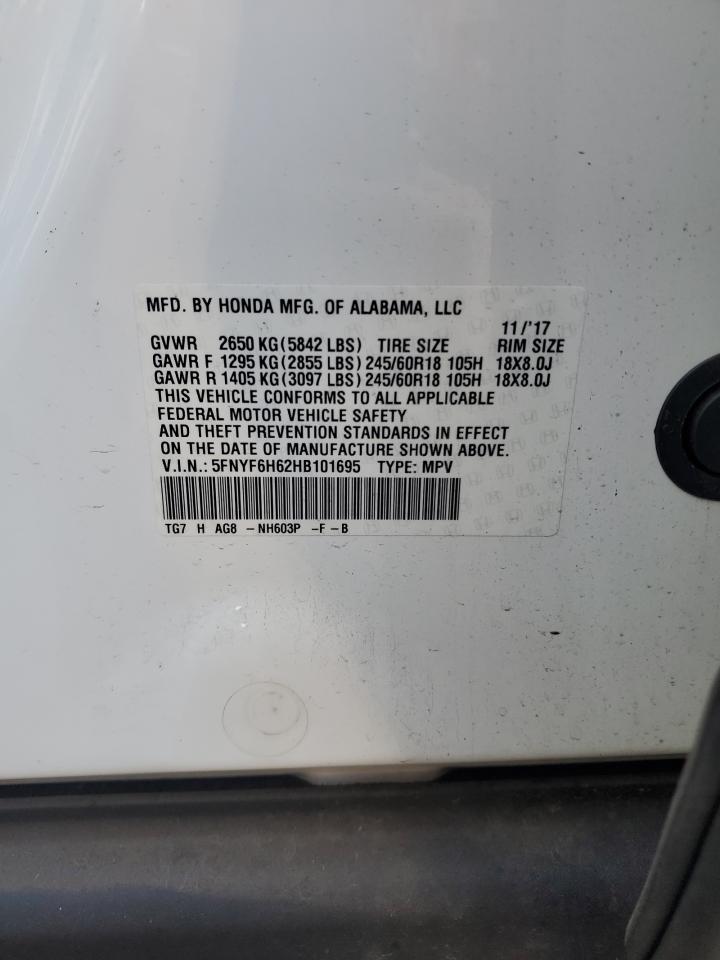 MFD. BY HONDA MFG. OF ALABAMA, LLC
11/'17
GVWR 2650 KG (5842 LBS) TIRE SIZE RIM SIZE
GAWR F 1295 KG (2855 LBS) 245/60R18 105H 18X8.0J
GAWR R 1405 KG (3097 LBS) 245/60R18 105H 18X8.0J
THIS VEHICLE CONFORMS TO ALL APPLICABLE
FEDERAL MOTOR VEHICLE SAFETY
AND THEFT PREVENTION STANDARDS IN EFFECT
ON THE DATE OF MANUFACTURE SHOWN ABOVE.
V.I.N.: 5FNYF6H62HB101695 TYPE: MPV
TG7 H AG8 -NH603P -F -B